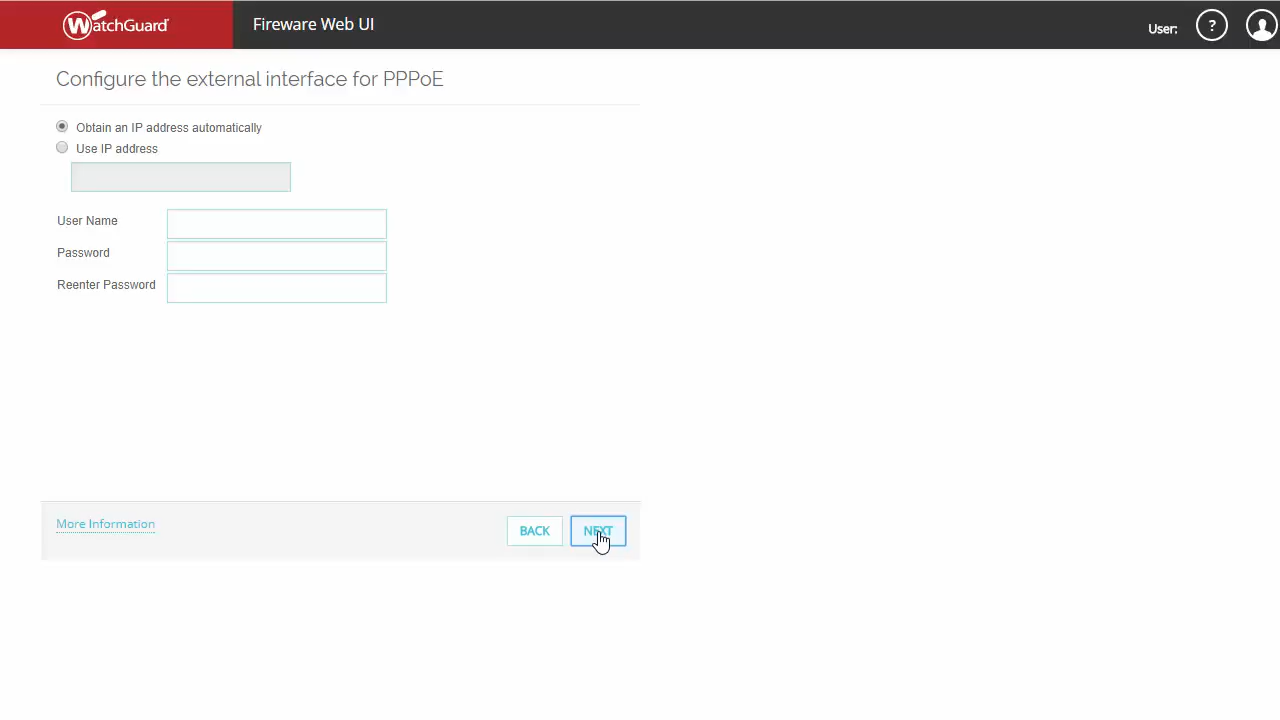 WatchGuard
Fireware Web UI
User:
?
Configure the external interface for PPPoE
Obtain an IP address automatically
Use IP address
User Name
Password
Reenter Password
More Information
BACK
NEXT